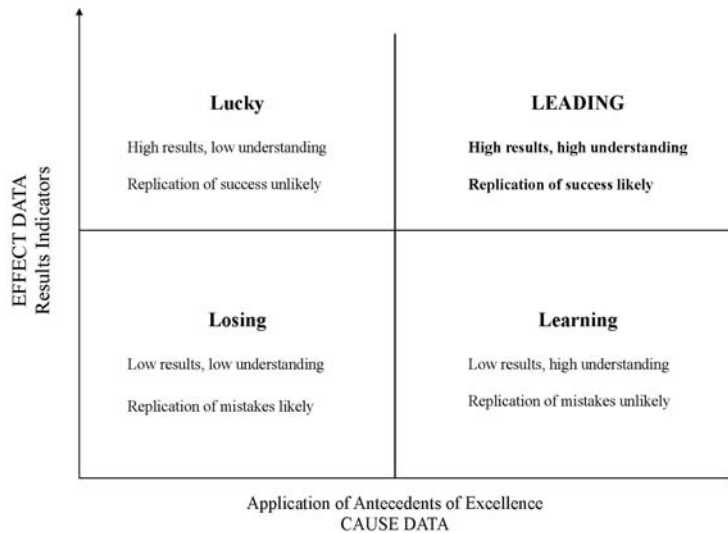 Lucky
High results, low understanding
Replication of success unlikely
LEADING
High results, high understanding
Replication of success likely
EFFECT DATA
Results Indicators
Losing
Low results, low understanding
Replication of mistakes likely
Learning
Low results, high understanding
Replication of mistakes unlikely
Application of Antecedents of Excellence
CAUSE DATA